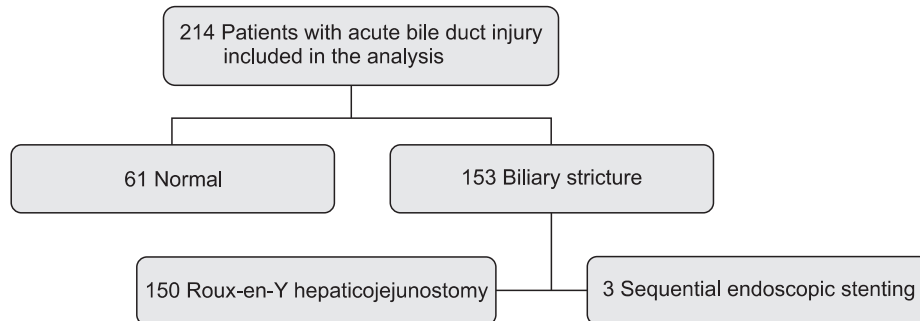 214 Patients with acute bile duct injury
included in the analysis
61 Normal
153 Biliary stricture
150 Roux-en-Y hepaticojejunostomy
3 Sequential endoscopic stenting